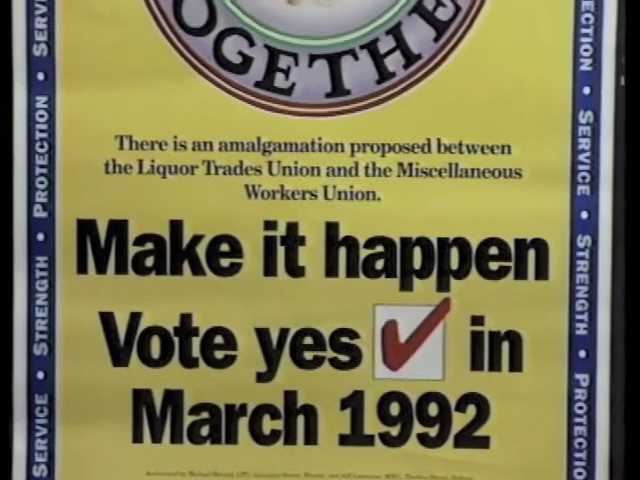 OGETHE
There is an amalgamation proposed between
the Liquor Trades Union and the Miscellaneous
Workers Union.
Make it happen
Vote yes in
March 1992
SERVICE • STRENGTH • PROTECTION • SERV
ECTION • SERVICE • STRENGTH • PROTECTIO